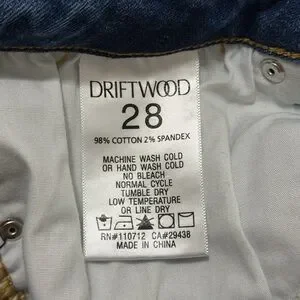 DRIFTWOOD
28
98% COTTON 2% SPANDEX
MACHINE WASH COLD
OR HAND WASH COLD
NO BLEACH
NORMAL CYCLE
TUMBLE DRY
LOW TEMPERATURE
OR LINE DRY
RN#110712 CA#29438
MADE IN CHINA